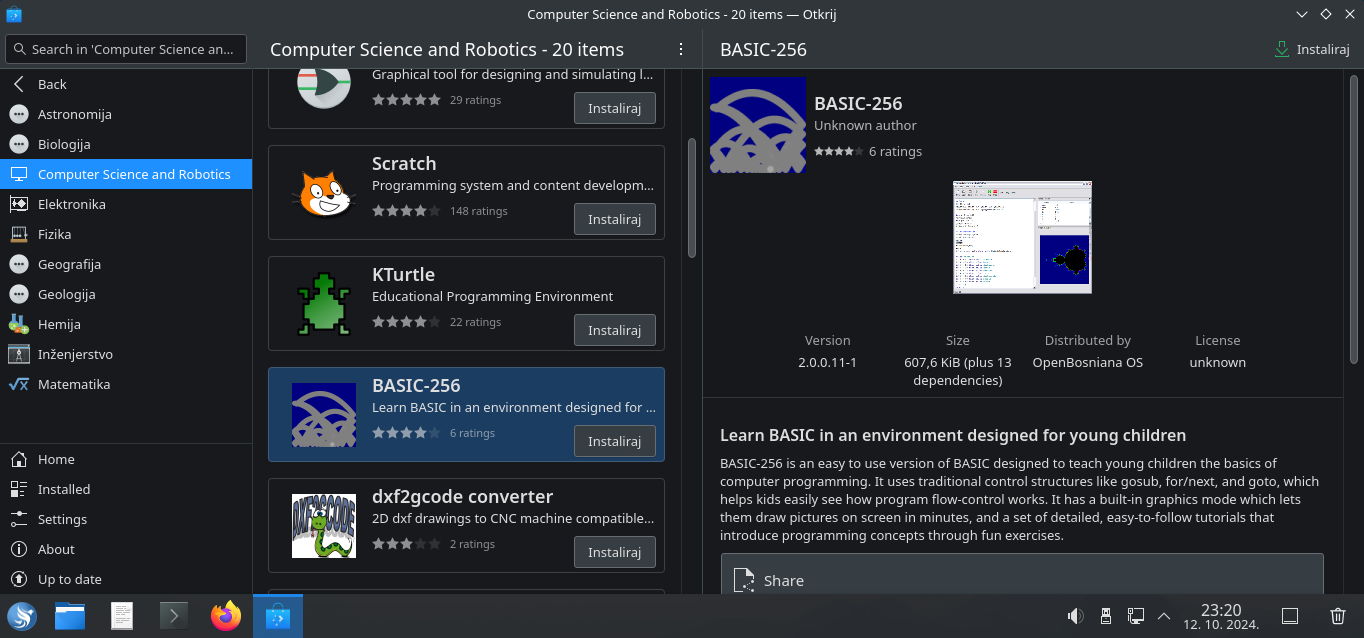 Computer Science and Robotics - 20 items — Otkrij
Search in 'Computer Science an...
Computer Science and Robotics - 20 items
BASIC-256
Instaliraj
Back
Astronomija
Biologija
Computer Science and Robotics
Elektronika
Fizika
Geografija
Geologija
Hemija
Inženjerstvo
Matematika
Home
Installed
Settings
About
Up to date
Graphical tool for designing and simulating l...
29 ratings
Instaliraj
Scratch
Programming system and content developm...
148 ratings
Instaliraj
KTurtle
Educational Programming Environment
22 ratings
Instaliraj
BASIC-256
Learn BASIC in an environment designed for ...
6 ratings
Instaliraj
DXF2GCODE
dxf2gcode converter
2D dxf drawings to CNC machine compatible...
2 ratings
Instaliraj
BASIC-256
Unknown author
6 ratings
Version
Size
Distributed by
License
2.0.0.11-1
607,6 KiB (plus 13
dependencies)
OpenBosniana OS
unknown
Learn BASIC in an environment designed for young children
BASIC-256 is an easy to use version of BASIC designed to teach young children the basics of
computer programming. It uses traditional control structures like gosub, for/next, and goto, which
helps kids easily see how program flow-control works. It has a built-in graphics mode which lets
them draw pictures on screen in minutes, and a set of detailed, easy-to-follow tutorials that
introduce programming concepts through fun exercises.
Share
23:20
12. 10. 2024.